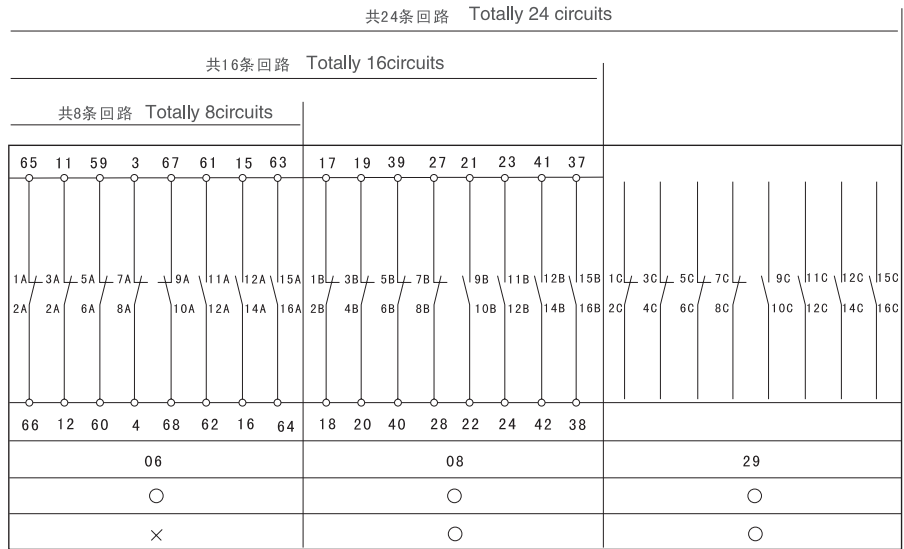 共24条回路 Totally 24 circuits
共16条回路 Totally 16circuits
共8条回路 Totally 8circuits
65 11 59 3 67 61 15 63 17 19 39 27 21 23 41 37
1A 3A 5A 7A 9A 11A 12A 15A 1B 3B 5B 7B 9B 11B 12B 15B 1C 3C 5C 7C 9C 11C 12C 15C
2A 2A 6A 8A 10A 12A 14A 16A 2B 4B 6B 8B 10B 12B 14B 16B 2C 4C 6C 8C 10C 12C 14C 16C
66 12 60 4 68 62 16 64 18 20 40 28 22 24 42 38
06 08 29
○ ○ ○
× ○ ○